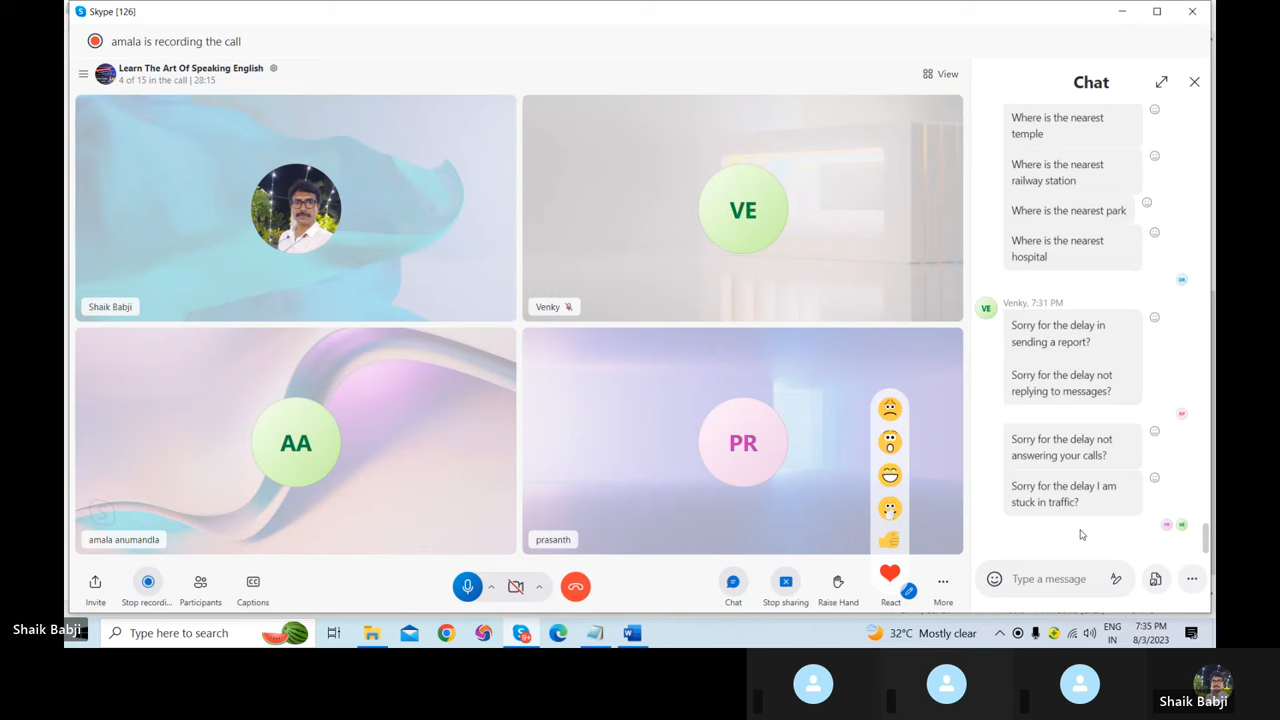 Skype [126]
amala is recording the call
Learn The Art Of Speaking English
4 of 15 in the call | 28:15
View
Chat
Where is the nearest
temple
Where is the nearest
railway station
Where is the nearest park
Where is the nearest
hospital
VE
Venky, 7:31 PM
Sorry for the delay in
sending a report?
Sorry for the delay not
replying to messages?
Sorry for the delay not
answering your calls?
Sorry for the delay I am
stuck in traffic?
PR
VE
Type a message
VE
Shaik Babji
Venky
AA
PR
amala anumandla
prasanth
Invite
Stop recordi...
Participants
Captions
Chat
Stop sharing
Raise Hand
React
More
Shaik Babji
Type here to search
32°C Mostly clear
ENG
IN
7:35 PM
8/3/2023
Shaik Babji